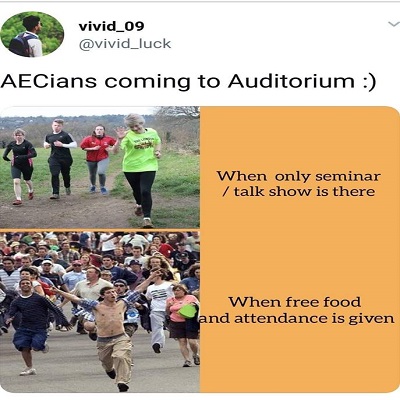 vivid_09
@vivid_luck
AECians coming to Auditorium :)
When only seminar
/ talk show is there
When free food
and attendance is given